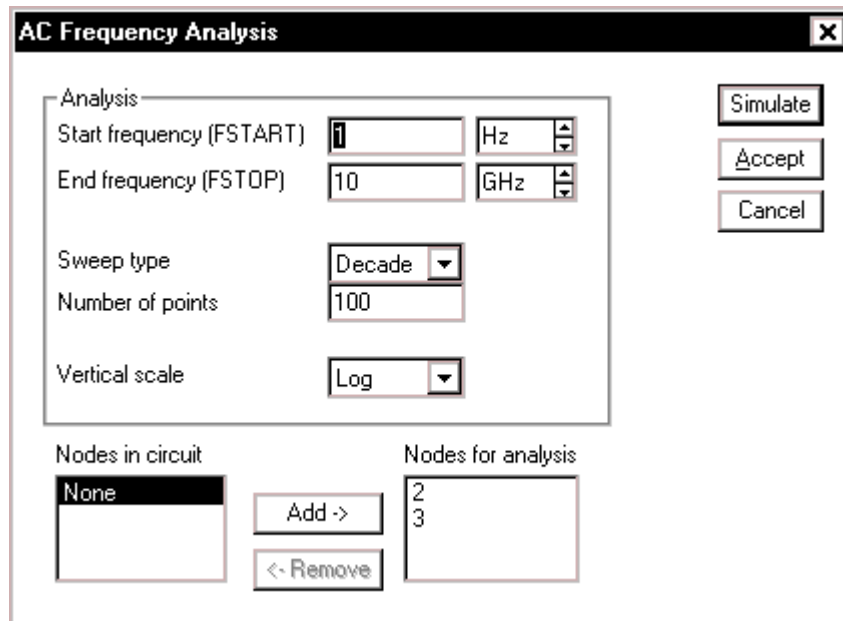 AC Frequency Analysis
Analysis
Start frequency (FSTART) 1 Hz
End frequency (FSTOP) 10 GHz
Sweep type Decade
Number of points 100
Vertical scale Log
Simulate
Accept
Cancel
Nodes in circuit
None
Add ->
<- Remove
Nodes for analysis
2
3